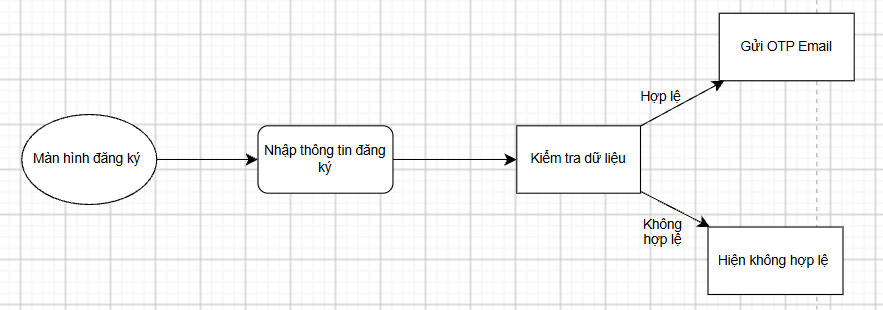 Gửi OTP Email
Hợp lệ
Màn hình đăng ký
Nhập thông tin đăng
ký
Kiểm tra dữ liệu
Không
hợp lệ
Hiện không hợp lệ